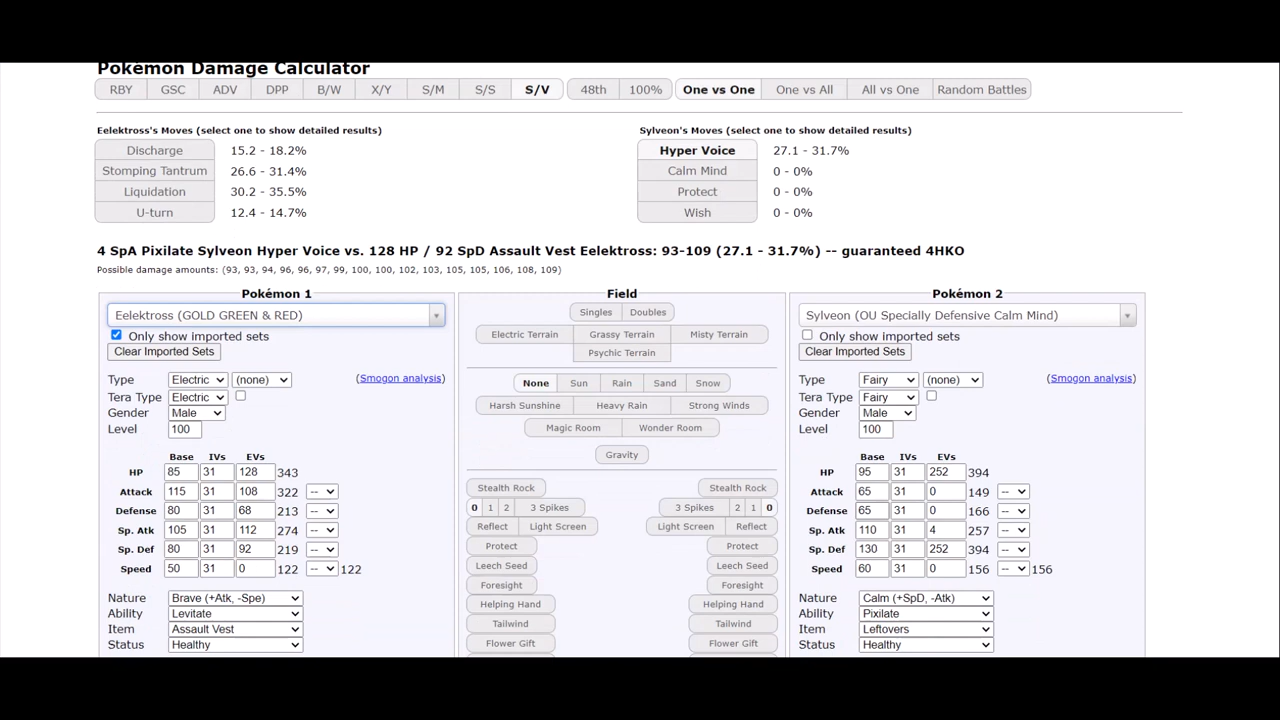 Pokémon Damage Calculator
RBY GSC ADV DPP B/W X/Y S/M S/S S/V 48th 100% One vs One One vs All All vs One Random Battles
Eelektross's Moves (select one to show detailed results)
Discharge 15.2 - 18.2%
Stomping Tantrum 26.6 - 31.4%
Liquidation 30.2 - 35.5%
U-turn 12.4 - 14.7%
Sylveon's Moves (select one to show detailed results)
Hyper Voice 27.1 - 31.7%
Calm Mind 0 - 0%
Protect 0 - 0%
Wish 0 - 0%
4 SpA Pixilate Sylveon Hyper Voice vs. 128 HP / 92 SpD Assault Vest Eelektross: 93-109 (27.1 - 31.7%) -- guaranteed 4HKO
Possible damage amounts: (93, 93, 94, 96, 96, 97, 99, 100, 100, 102, 103, 105, 105, 106, 108, 109)
Pokémon 1
Eelektross (GOLD GREEN & RED)
Only show imported sets
Clear Imported Sets
Type Electric (none) (Smogon analysis)
Tera Type Electric
Gender Male
Level 100
Base IVs EVs
HP 85 31 128 343
Attack 115 31 108 322 --
Defense 80 31 68 213 --
Sp. Atk 105 31 112 274 --
Sp. Def 80 31 92 219 --
Speed 50 31 0 122 -- 122
Nature Brave (+Atk, -Spe)
Ability Levitate
Item Assault Vest
Status Healthy
Field
Singles Doubles
Electric Terrain Grassy Terrain Misty Terrain
Psychic Terrain
None Sun Rain Sand Snow
Harsh Sunshine Heavy Rain Strong Winds
Magic Room Wonder Room
Gravity
Stealth Rock Stealth Rock
0 1 2 3 Spikes 3 Spikes 2 1 0
Reflect Light Screen Light Screen Reflect
Protect Protect
Leech Seed Leech Seed
Foresight Foresight
Helping Hand Helping Hand
Tailwind Tailwind
Flower Gift Flower Gift
Pokémon 2
Sylveon (OU Specially Defensive Calm Mind)
Only show imported sets
Clear Imported Sets
Type Fairy (none) (Smogon analysis)
Tera Type Fairy
Gender Male
Level 100
Base IVs EVs
HP 95 31 252 394
Attack 65 31 0 149 --
Defense 65 31 0 166 --
Sp. Atk 110 31 4 257 --
Sp. Def 130 31 252 394 --
Speed 60 31 0 156 -- 156
Nature Calm (+SpD, -Atk)
Ability Pixilate
Item Leftovers
Status Healthy